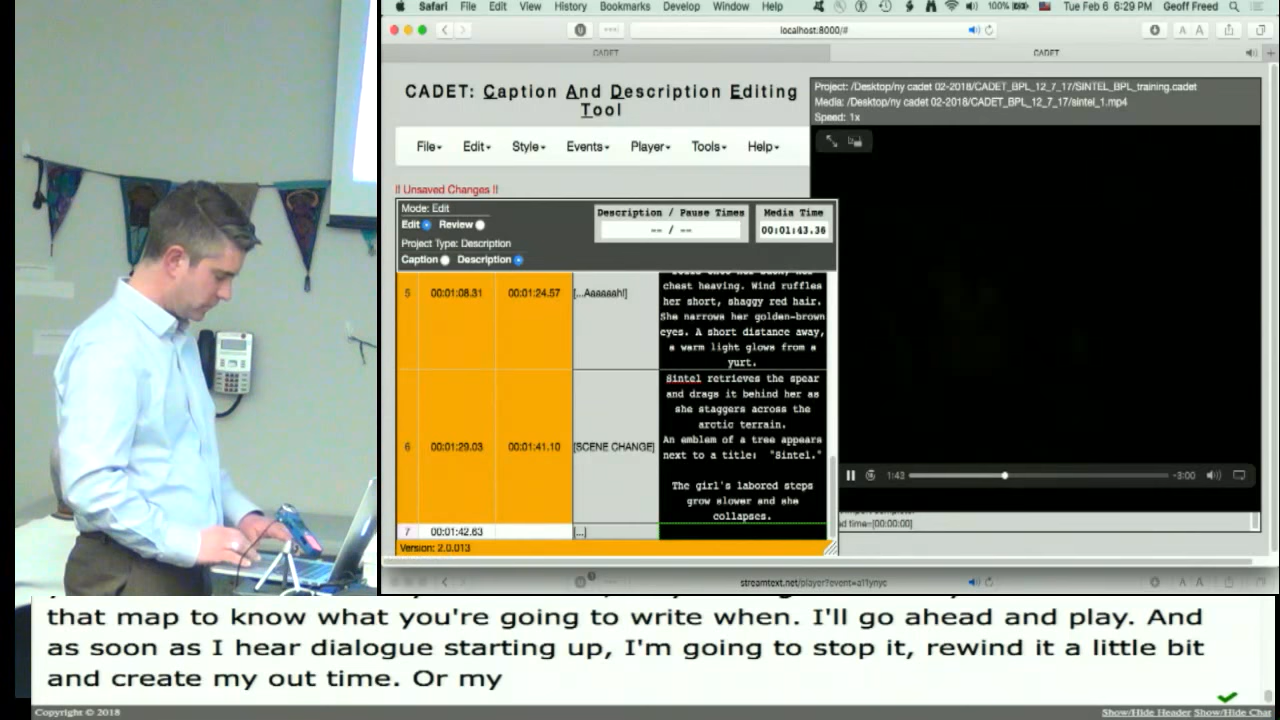 Safari File Edit View History Bookmarks Develop Window Help 100% Tue Feb 6 6:29 PM Geoff Freed
localhost:8000/#
CADET CADET
CADET: Caption And Description Editing
Tool
File Edit Style Events Player Tools Help
!! Unsaved Changes !!
Mode: Edit
Edit Review
Project Type: Description
Caption Description
Description / Pause Times
-- / --
Media Time
00:01:43.36
5 00:01:08.31 00:01:24.57 [...Aaaaaah!]
chest heaving. Wind ruffles
her short, shaggy red hair.
She narrows her golden-brown
eyes. A short distance away,
a warm light glows from a
yurt.
6 00:01:29.03 00:01:41.10 [SCENE CHANGE]
Sintel retrieves the spear
and drags it behind her as
she staggers across the
arctic terrain.
An emblem of a tree appears
next to a title: "Sintel."
The girl's labored steps
grow slower and she
collapses.
7 00:01:42.63 [...]
Version: 2.0.013
Project: /Desktop/ny cadet 02-2018/CADET_BPL_12_7_17/SINTEL_BPL_training.cadet
Media: /Desktop/ny cadet 02-2018/CADET_BPL_12_7_17/sintel_1.mp4
Speed: 1x
1:43 -3:00
time=[00:00:00]
streamtext.net/player?event=a11ynyc
that map to know what you're going to write when. I'll go ahead and play. And
as soon as I hear dialogue starting up, I'm going to stop it, rewind it a little bit
and create my out time. Or my
Copyright © 2018
Show/Hide Header Show/Hide Chat